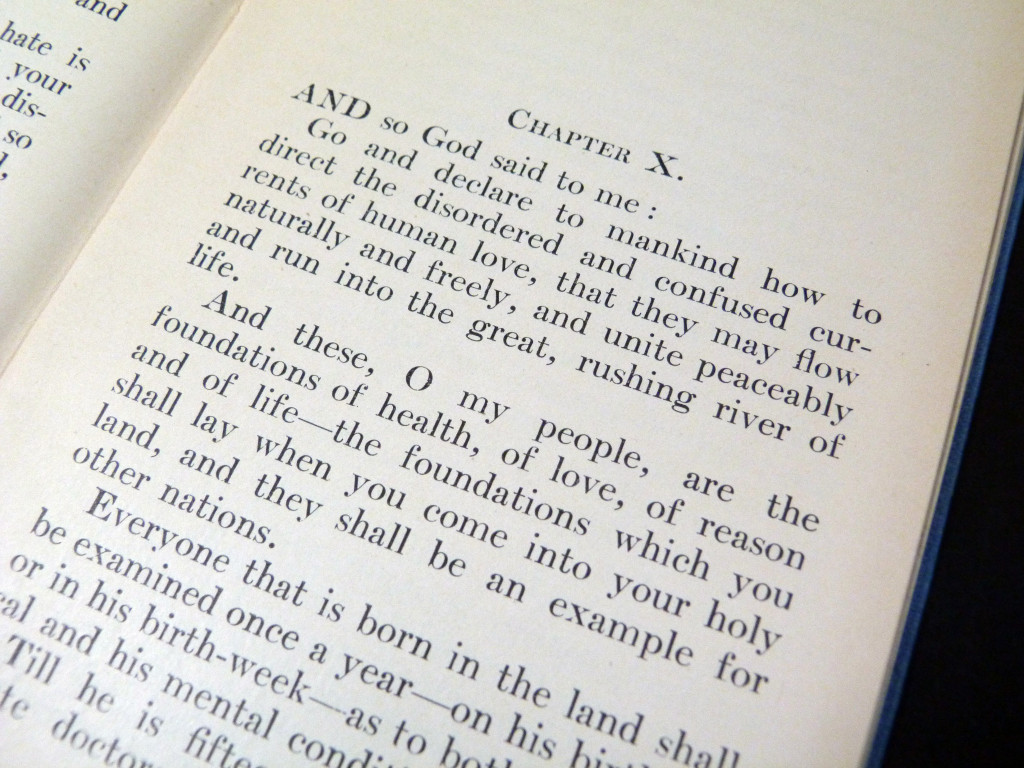 and
hate is
your
dis-
so
CHAPTER X.
AND so God said to me :
Go and declare to mankind how to
direct the disordered and confused cur-
rents of human love, that they may flow
naturally and freely, and unite peaceably
and run into the great, rushing river of
life.
And these, O my people, are the
foundations of health, of love, of reason
and of life—the foundations which you
shall lay when you come into your holy
land, and they shall be an example for
other nations.
Everyone that is born in the land shall
be examined once a year—on his
or in his birth-week—as to
and his mental
Till he is